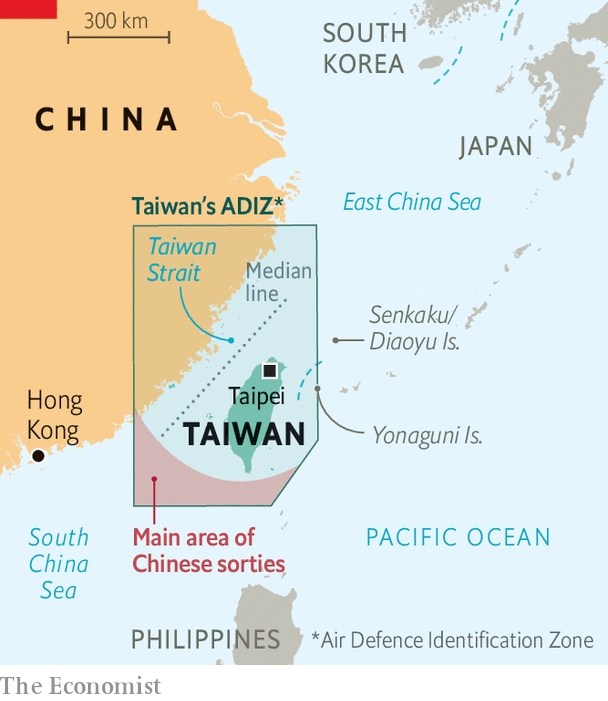 300 km
SOUTH
KOREA
CHINA
JAPAN
Taiwan's ADIZ*
East China Sea
Taiwan
Strait
Median
line
Senkaku/
Diaoyu Is.
Taipei
Hong
Kong
TAIWAN
Yonaguni Is.
South
China
Sea
Main area of
Chinese sorties
PACIFIC OCEAN
PHILIPPINES
*Air Defence Identification Zone
The Economist